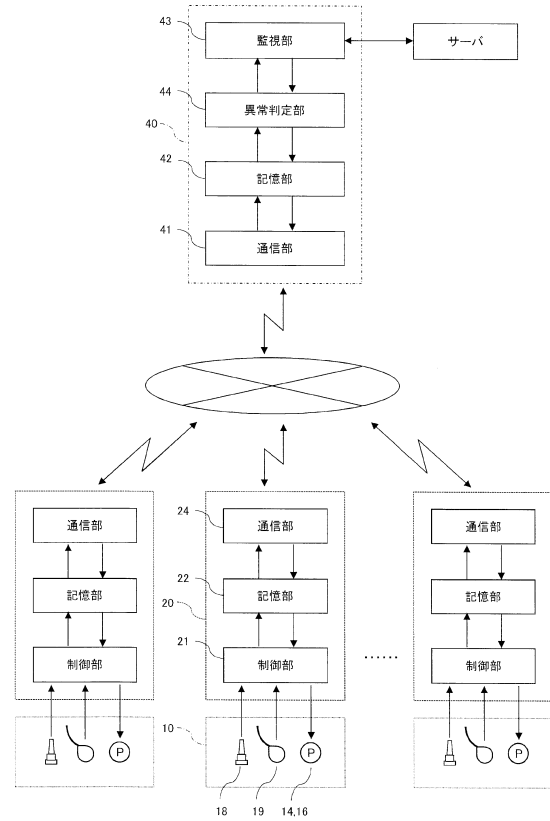 43
監視部
サーバ
44
異常判定部
40
42
記憶部
41
通信部
通信部
24
通信部
通信部
記憶部
22
記憶部
記憶部
20
制御部
21
制御部
……
制御部
P
10
P
P
18
19
14,16